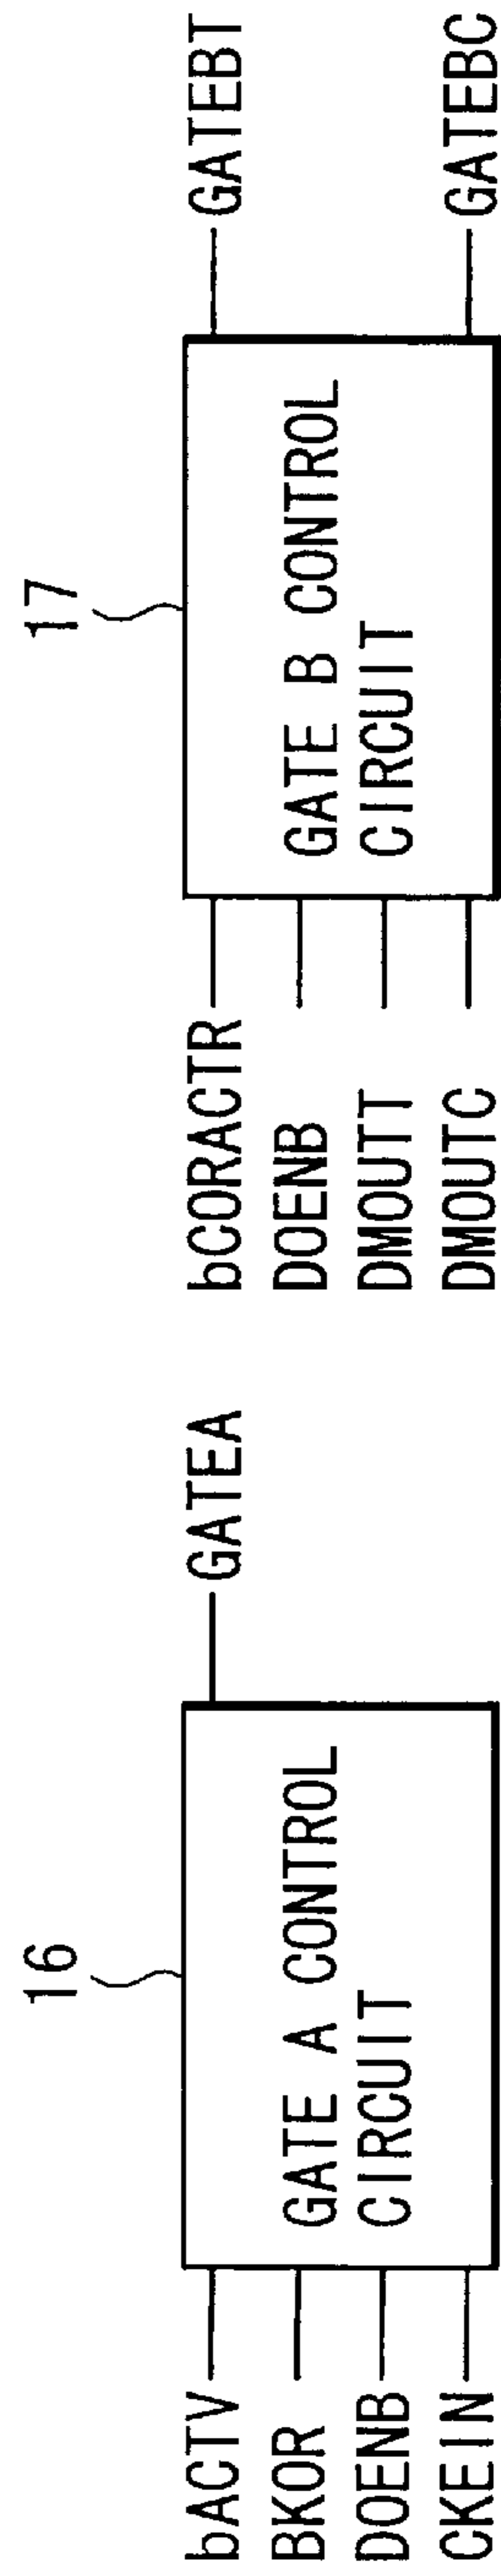 16
bACTV
BKOR
DOENB
CKEIN
GATE A CONTROL
CIRCUIT
GATEA
17
bCORACTR
DOENB
DMOUTT
DMOUTC
GATE B CONTROL
CIRCUIT
GATEBT
GATEBC